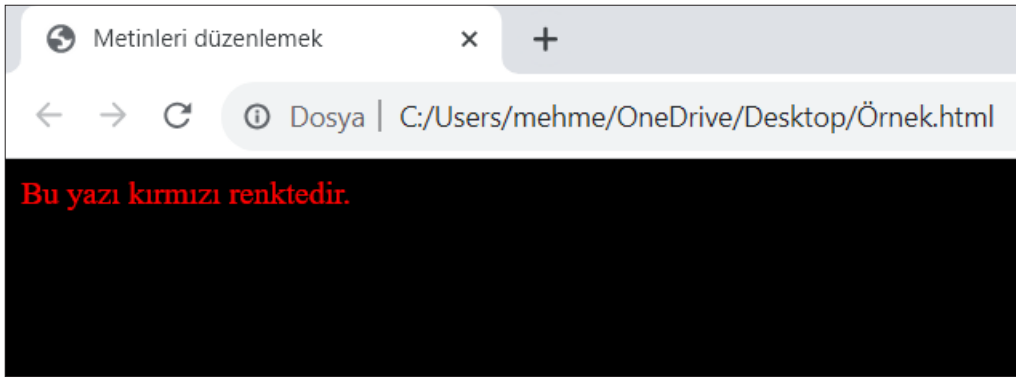 Metinleri düzenlemek
Dosya | C:/Users/mehme/OneDrive/Desktop/Örnek.html
Bu yazı kırmızı renktedir.